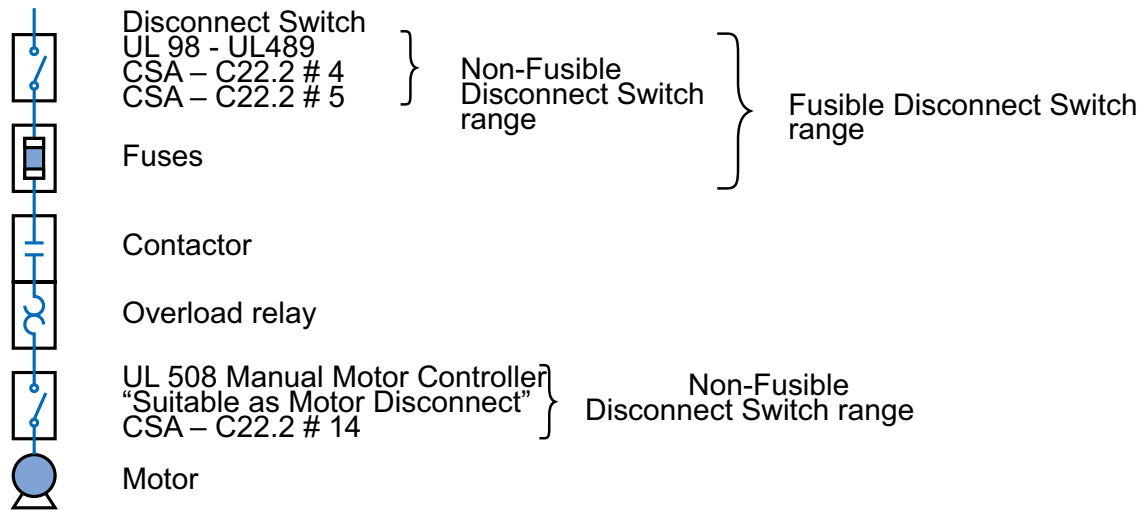 Disconnect Switch
UL 98 - UL489
CSA – C22.2 # 4
CSA – C22.2 # 5
Non-Fusible
Disconnect Switch
range
Fusible Disconnect Switch
range
Fuses
Contactor
Overload relay
UL 508 Manual Motor Controller
“Suitable as Motor Disconnect”
CSA – C22.2 # 14
Non-Fusible
Disconnect Switch range
Motor